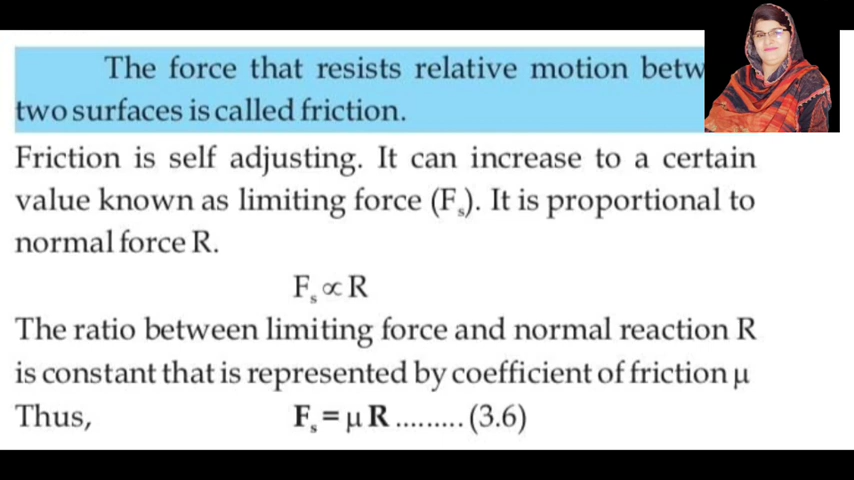 The force that resists relative motion betw
two surfaces is called friction.
Friction is self adjusting. It can increase to a certain
value known as limiting force (Fs). It is proportional to
normal force R.
Fs ∝ R
The ratio between limiting force and normal reaction R
is constant that is represented by coefficient of friction μ
Thus, Fs = μ R ......... (3.6)